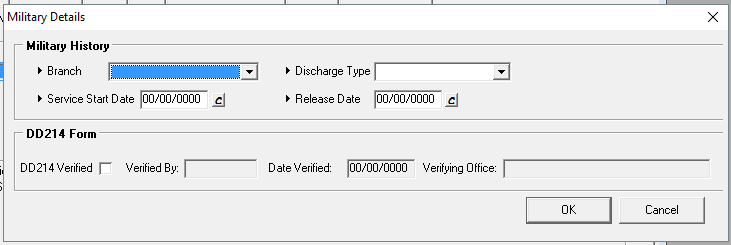 Military Details
Military History
Branch Discharge Type
Service Start Date 00/00/0000 c Release Date 00/00/0000 c
DD214 Form
DD214 Verified Verified By: Date Verified: 00/00/0000 Verifying Office:
OK Cancel